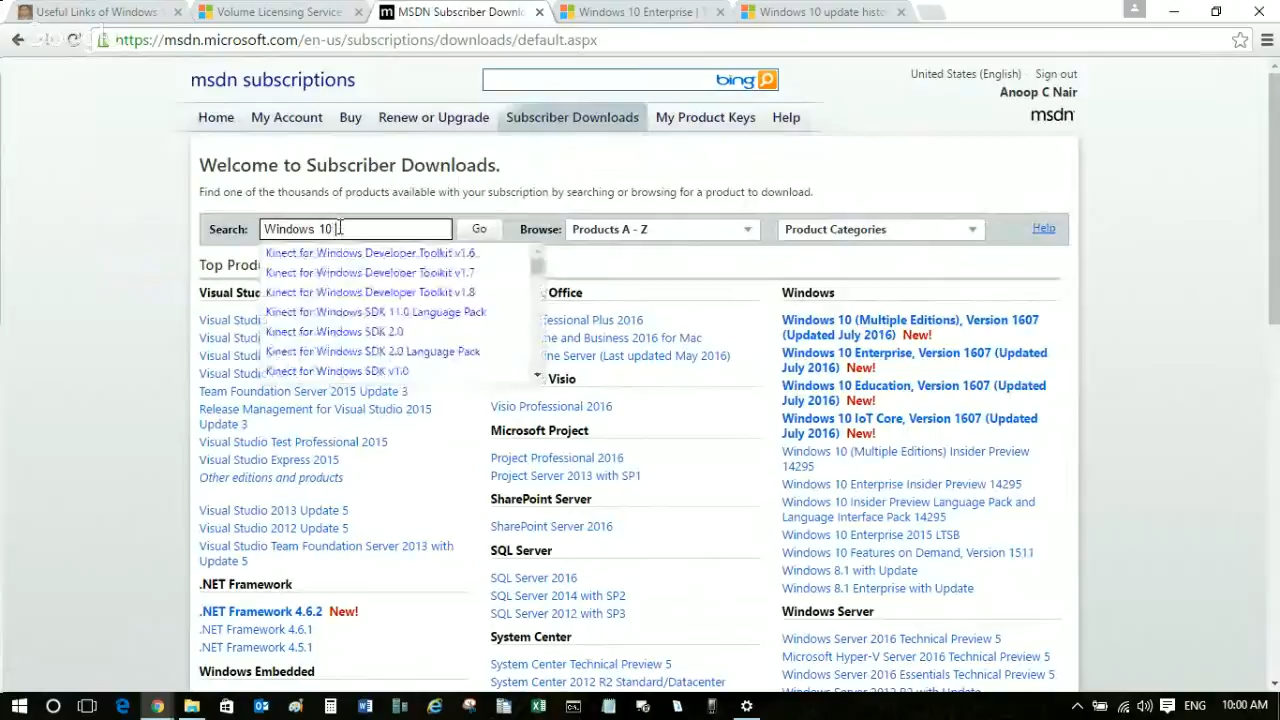 Useful Links of Windows
Volume Licensing Service
MSDN Subscriber Downlo
Windows 10 Enterprise |
Windows 10 update histo
https://msdn.microsoft.com/en-us/subscriptions/downloads/default.aspx
msdn subscriptions
bing
United States (English) Sign out
Anoop C Nair
msdn
Home My Account Buy Renew or Upgrade Subscriber Downloads My Product Keys Help
Welcome to Subscriber Downloads.
Find one of the thousands of products available with your subscription by searching or browsing for a product to download.
Search: Windows 10 Go Browse: Products A - Z Product Categories Help
Kinect for Windows Developer Toolkit v1.6
Kinect for Windows Developer Toolkit v1.7
Kinect for Windows Developer Toolkit v1.8
Kinect for Windows SDK 11.0 Language Pack
Kinect for Windows SDK 2.0
Kinect for Windows SDK 2.0 Language Pack
Kinect for Windows SDK v1.0
Top Prod
Visual Stu
Visual Studi
Visual Studi
Visual Studi
Visual Studi
Team Foundation Server 2015 Update 3
Release Management for Visual Studio 2015
Update 3
Visual Studio Test Professional 2015
Visual Studio Express 2015
Other editions and products
Visual Studio 2013 Update 5
Visual Studio 2012 Update 5
Visual Studio Team Foundation Server 2013 with
Update 5
.NET Framework
.NET Framework 4.6.2 New!
.NET Framework 4.6.1
.NET Framework 4.5.1
Windows Embedded
Office
fessional Plus 2016
me and Business 2016 for Mac
ine Server (Last updated May 2016)
Visio
Visio Professional 2016
Microsoft Project
Project Professional 2016
Project Server 2013 with SP1
SharePoint Server
SharePoint Server 2016
SQL Server
SQL Server 2016
SQL Server 2014 with SP2
SQL Server 2012 with SP3
System Center
System Center Technical Preview 5
System Center 2012 R2 Standard/Datacenter
Windows
Windows 10 (Multiple Editions), Version 1607
(Updated July 2016) New!
Windows 10 Enterprise, Version 1607 (Updated
July 2016) New!
Windows 10 Education, Version 1607 (Updated
July 2016) New!
Windows 10 IoT Core, Version 1607 (Updated
July 2016) New!
Windows 10 (Multiple Editions) Insider Preview
14295
Windows 10 Enterprise Insider Preview 14295
Windows 10 Insider Preview Language Pack and
Language Interface Pack 14295
Windows 10 Enterprise 2015 LTSB
Windows 10 Features on Demand, Version 1511
Windows 8.1 with Update
Windows 8.1 Enterprise with Update
Windows Server
Windows Server 2016 Technical Preview 5
Microsoft Hyper-V Server 2016 Technical Preview 5
Windows Server 2016 Essentials Technical Preview 5
Windows Server 2012 R2 with Update
ENG 10:00 AM